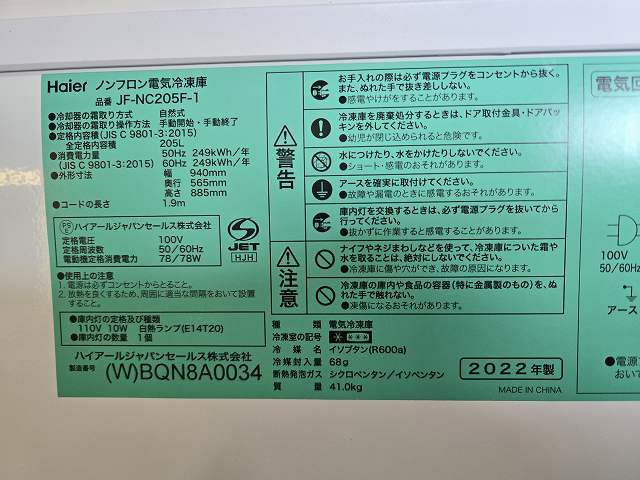 Haier ノンフロン電気冷凍庫
品番 JF-NC205F-1
●冷却器の霜取り方式 自然式
●冷却器の霜取り操作方法 手動開始・手動終了
●定格内容積(JIS C 9801-3:2015)
全定格内容積 205L
●消費電力量 50Hz 249kWh/年
(JIS C 9801-3:2015) 60Hz 249kWh/年
●外形寸法 幅 940mm
奥行 565mm
高さ 885mm
●コードの長さ 1.9m
PSE ハイアールジャパンセールス株式会社
定格電圧 100V
定格周波数 50/60Hz
電動機定格消費電力 78/78W
S JET
HJH
●使用上の注意
1. 電源は必ずコンセントからとること。
2. 放熱を良くするため、周囲に適当な間隔をおいて設置
すること。
●庫内灯の定格及び種類
110V 10W 白熱ランプ(E14T20)
●庫内灯の数量 1個
ハイアールジャパンセールス株式会社
製造番号 (W)BQN8A0034
警告
お手入れの際は必ず電源プラグをコンセントから抜く。
また、ぬれた手で抜き差ししない。
●感電やけがをすることがあります。
冷凍庫を廃棄処分するときは、ドア取付金具・ドアパッ
キンを外してください。
●幼児が閉じ込められると危険です。
水につけたり、水をかけたりしないでください。
●ショート・感電のおそれがあります。
アースを確実に取付けてください。
●故障や漏電のときに感電するおそれがあります。
庫内灯を交換するときは、必ず電源プラグを抜いてから
行ってください。
●抜かずに作業すると感電するおそれがあります。
注意
ナイフやネジまわしなどを使って、冷凍庫についた霜や
水を取ることは、絶対にしないでください。
●冷凍庫に傷や穴ができ、故障の原因になります。
冷凍庫の庫内や食品の容器(特に金属製のもの)を、ぬ
れた手で触れない。
●凍傷になるおそれがあります。
種類 電気冷凍庫
冷凍室の記号 * ***
冷媒名 イソブタン(R600a)
冷媒封入量 68g
断熱発泡ガス シクロペンタン/イソペンタン
質量 41.0kg
2022年製
MADE IN CHINA
電気回
100V
50/60Hz
アース
●電源
おいて